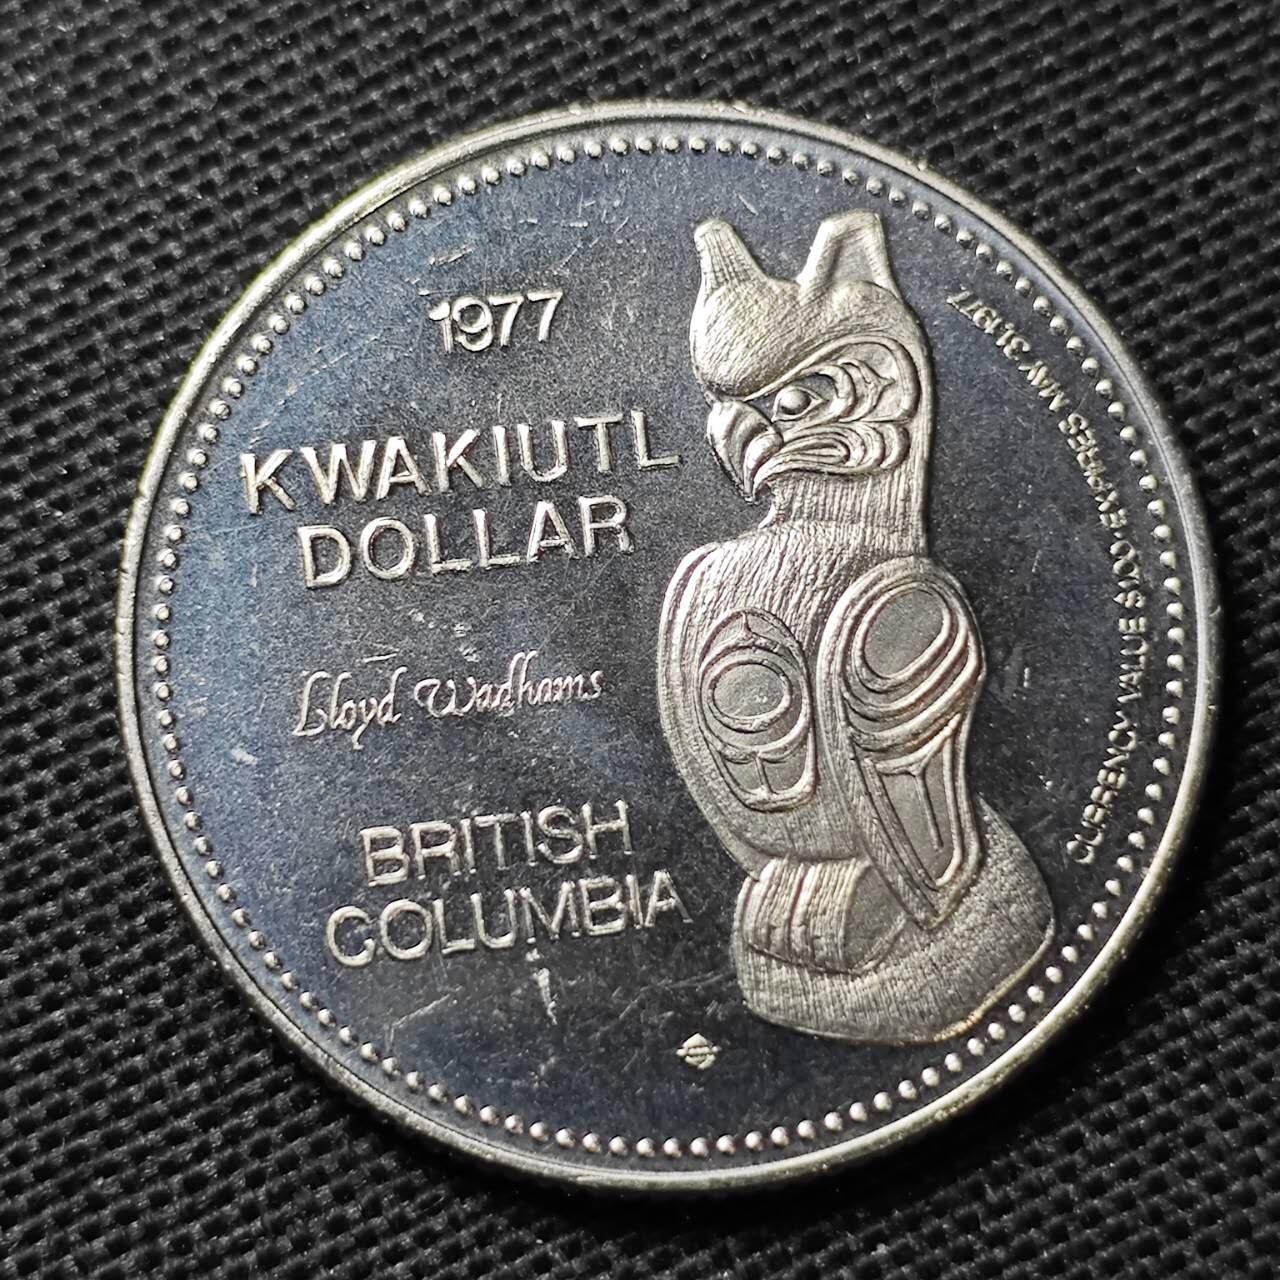 1977
KWAKIUTL
DOLLAR
Lloyd Wadhams
BRITISH
COLUMBIA
CURRENCY VALUE $1.00. EXPIRES MAY 31.1977